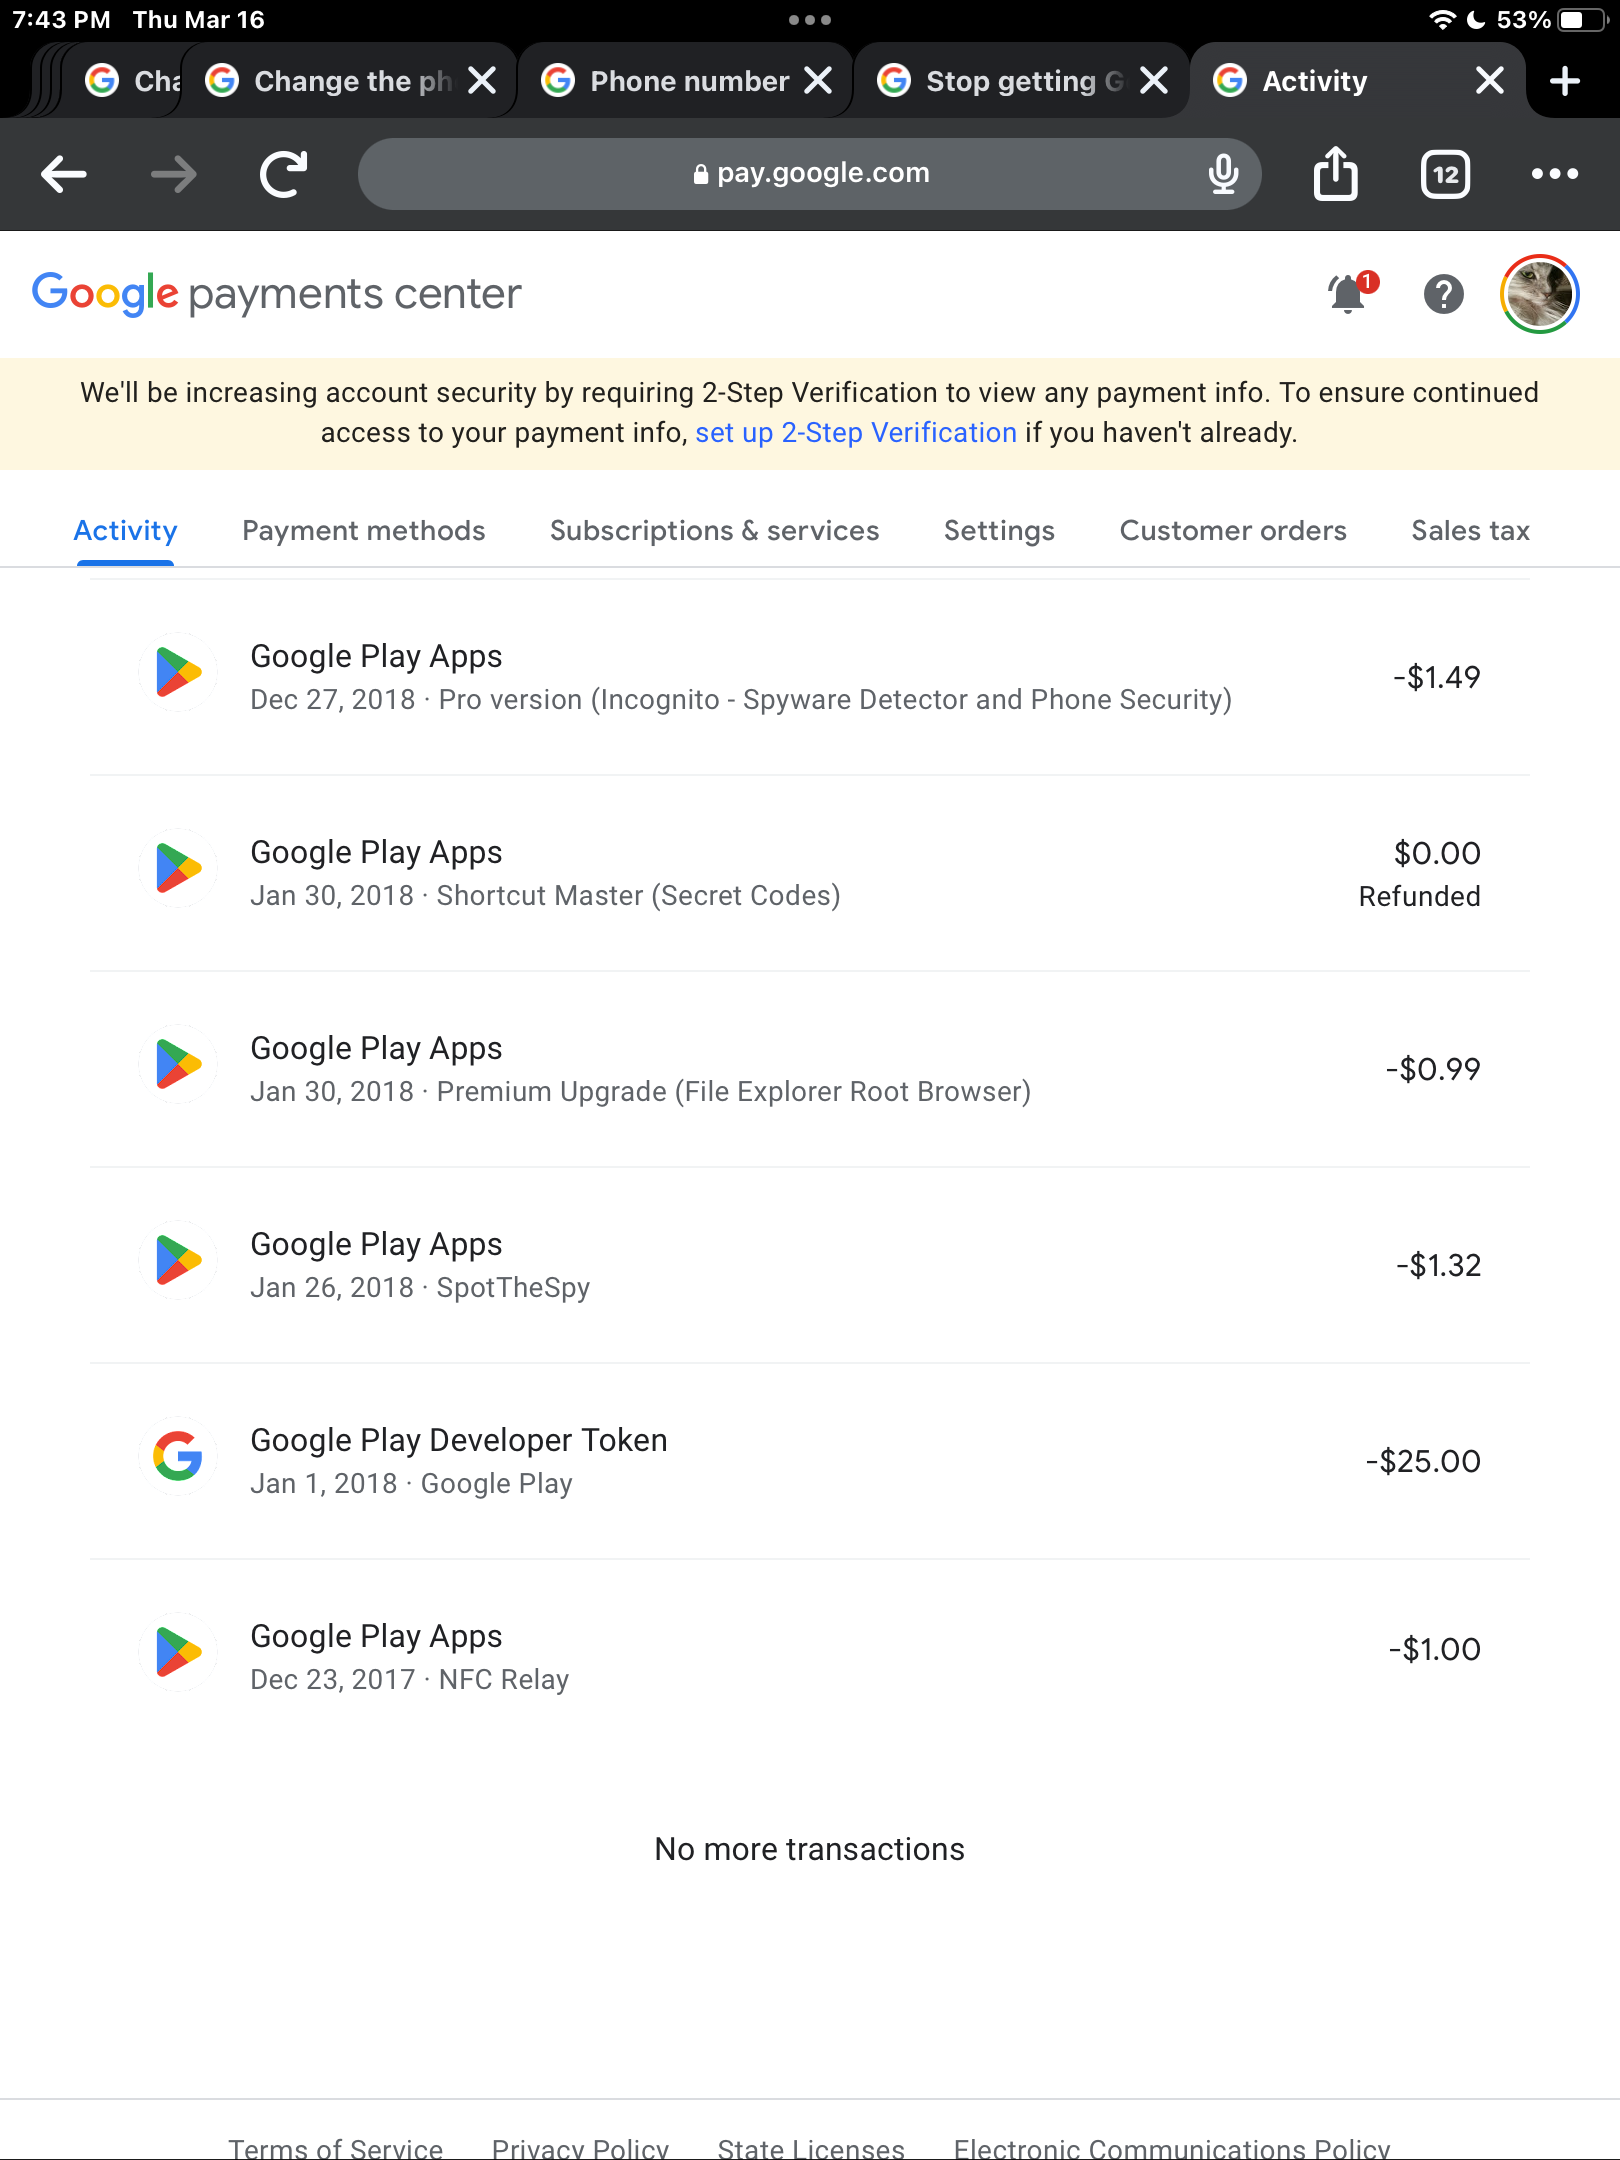 7:43 PM Thu Mar 16 53%
Cha Change the ph Phone number Stop getting G Activity
pay.google.com 12
Google payments center 1
We'll be increasing account security by requiring 2-Step Verification to view any payment info. To ensure continued
access to your payment info, set up 2-Step Verification if you haven't already.
Activity Payment methods Subscriptions & services Settings Customer orders Sales tax
Google Play Apps
Dec 27, 2018 · Pro version (Incognito - Spyware Detector and Phone Security)
-$1.49
Google Play Apps
Jan 30, 2018 · Shortcut Master (Secret Codes)
$0.00
Refunded
Google Play Apps
Jan 30, 2018 · Premium Upgrade (File Explorer Root Browser)
-$0.99
Google Play Apps
Jan 26, 2018 · SpotTheSpy
-$1.32
Google Play Developer Token
Jan 1, 2018 · Google Play
-$25.00
Google Play Apps
Dec 23, 2017 · NFC Relay
-$1.00
No more transactions
Terms of Service Privacy Policy State Licenses Electronic Communications Policy